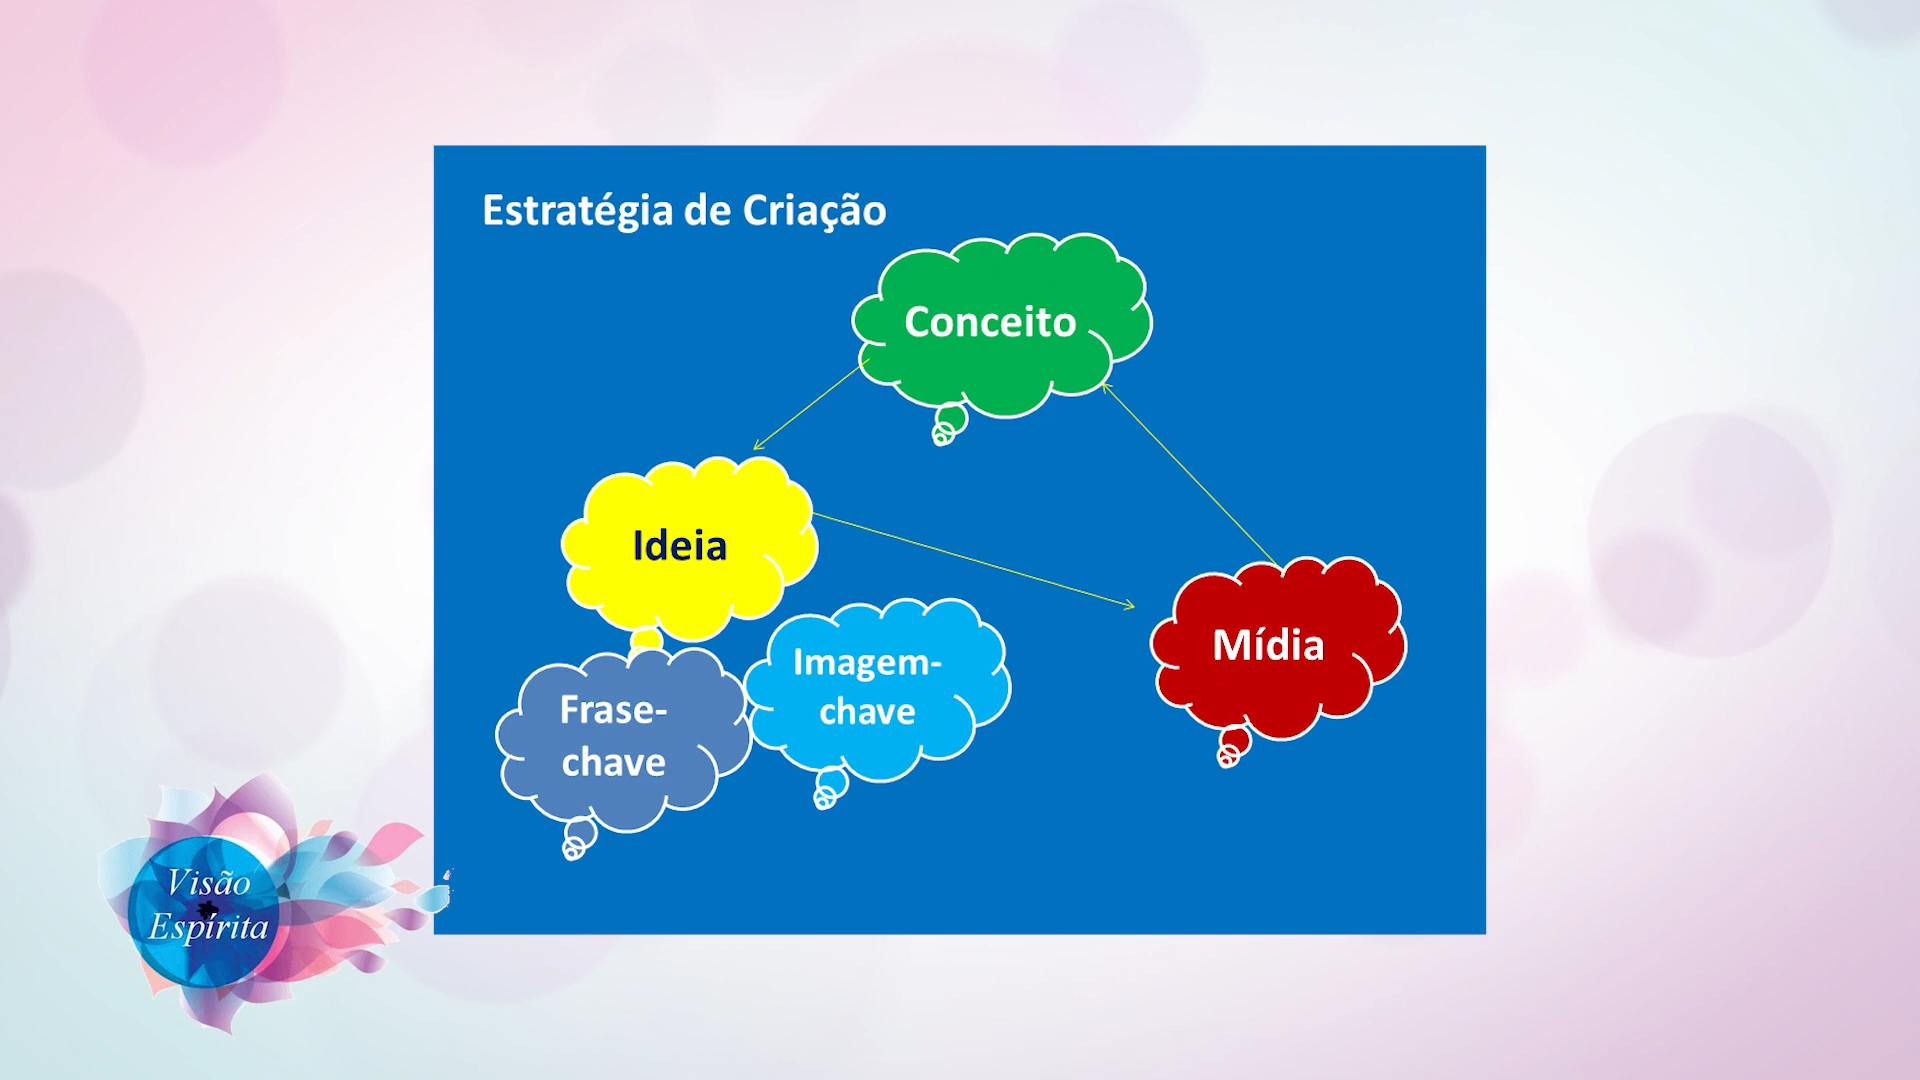 Estratégia de Criação
Conceito
Ideia
Imagem-
chave
Frase-
chave
Mídia
Visão
Espírita